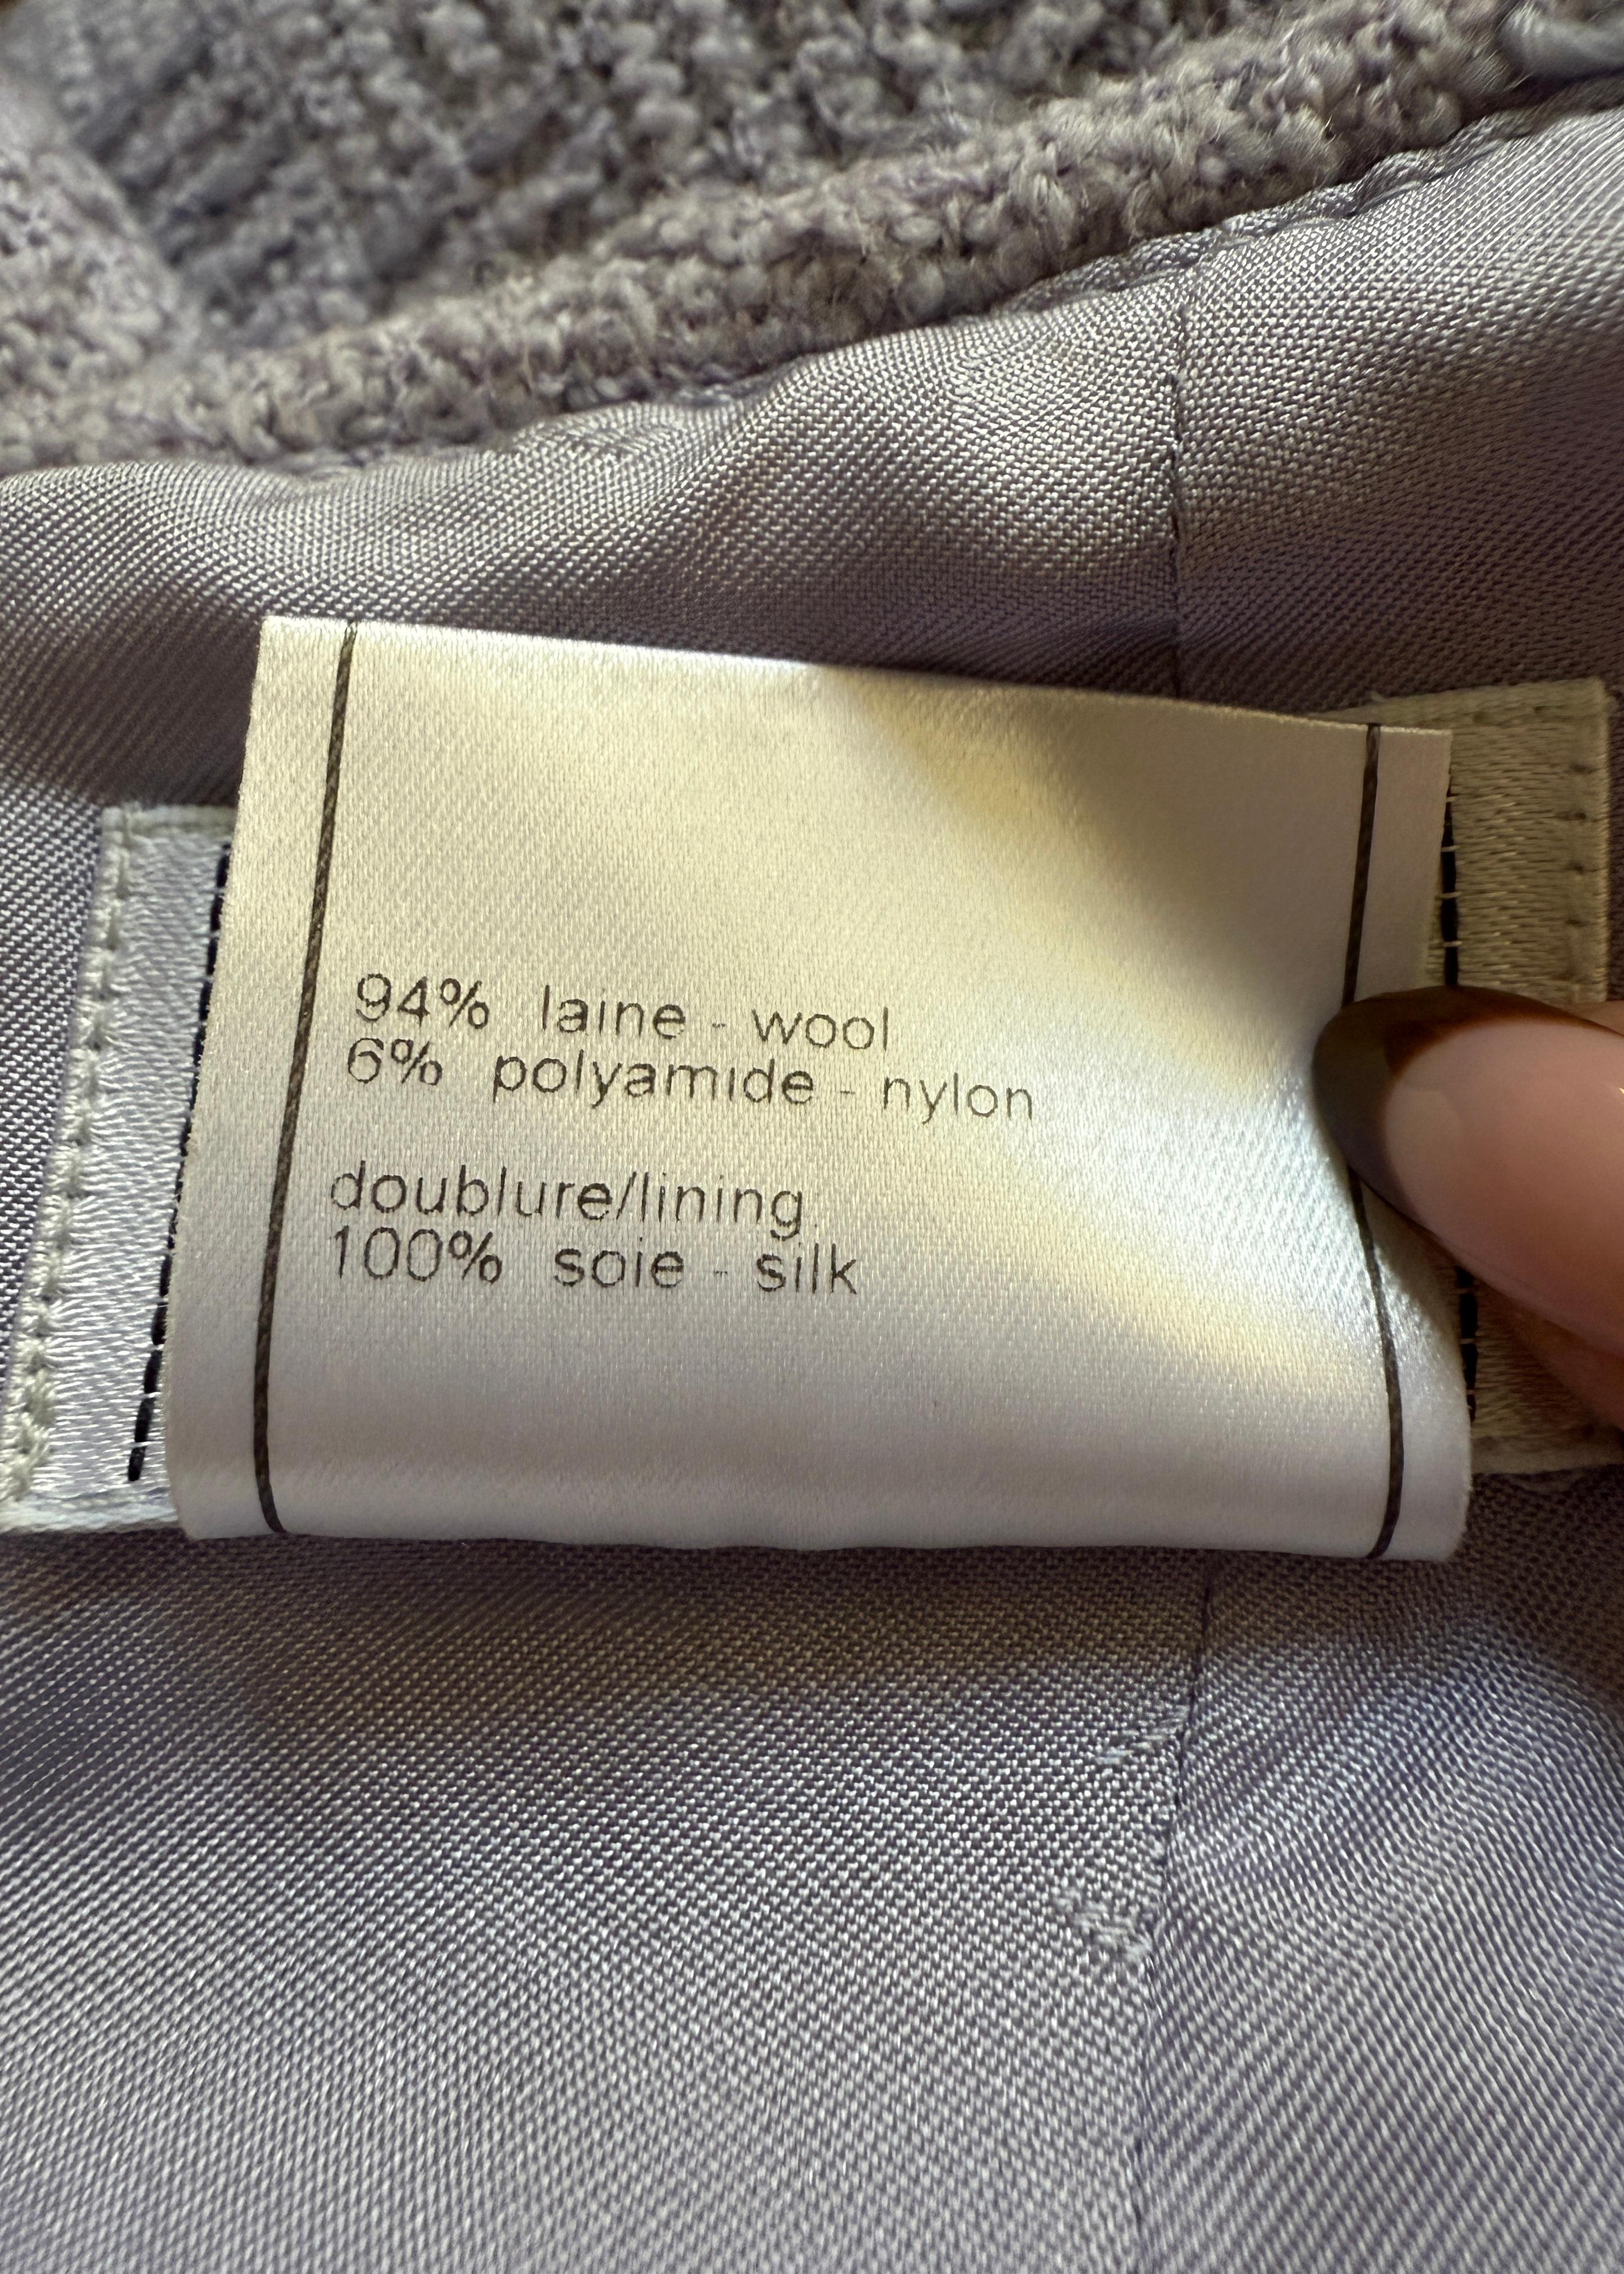 94% laine - wool
6% polyamide - nylon
doublure/lining
100% soie - silk